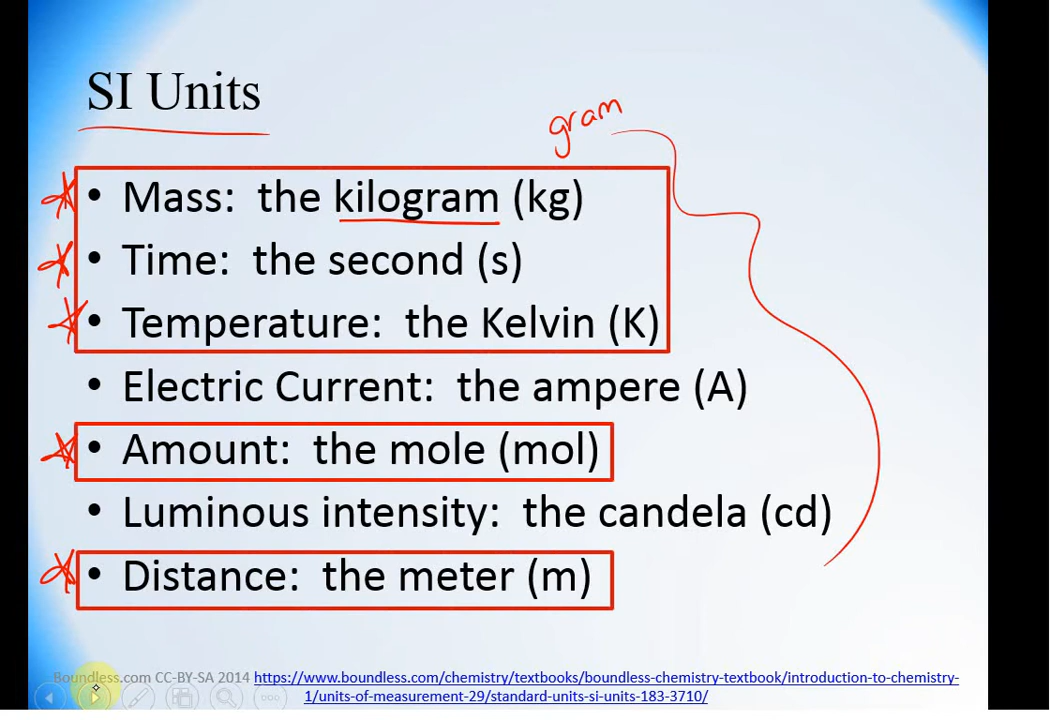 SI Units
gram
• Mass: the kilogram (kg)
• Time: the second (s)
• Temperature: the Kelvin (K)
• Electric Current: the ampere (A)
• Amount: the mole (mol)
• Luminous intensity: the candela (cd)
• Distance: the meter (m)
Boundless.com CC-BY-SA 2014 https://www.boundless.com/chemistry/textbooks/boundless-chemistry-textbook/introduction-to-chemistry-
1/units-of-measurement-29/standard-units-si-units-183-3710/